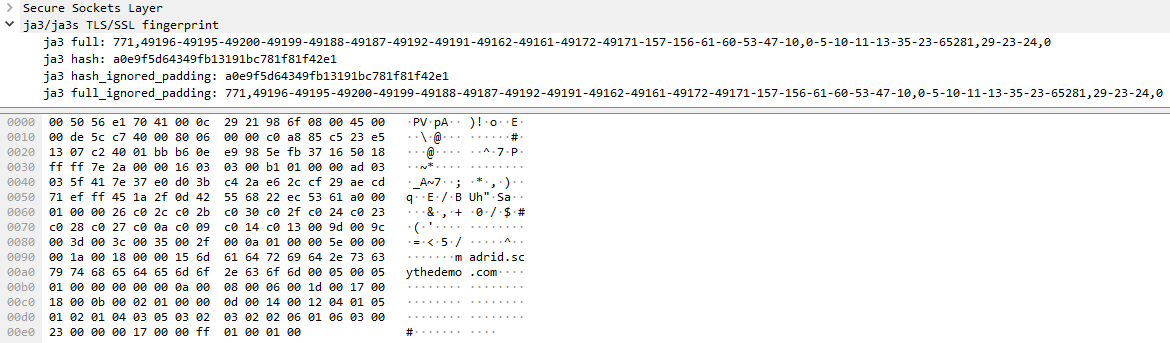 Secure Sockets Layer
ja3/ja3s TLS/SSL fingerprint
ja3 full: 771,49196-49195-49200-49199-49188-49187-49192-49191-49162-49161-49172-49171-157-156-61-60-53-47-10,0-5-10-11-13-35-23-65281,29-23-24,0
ja3 hash: a0e9f5d64349fb13191bc781f81f42e1
ja3 hash_ignored_padding: a0e9f5d64349fb13191bc781f81f42e1
ja3 full_ignored_padding: 771,49196-49195-49200-49199-49188-49187-49192-49191-49162-49161-49172-49171-157-156-61-60-53-47-10,0-5-10-11-13-35-23-65281,29-23-24,0
0000 00 50 56 e1 70 41 00 0c 29 21 98 6f 08 00 45 00 ·PV·pA·· )!·o··E·
0010 00 de 5c c7 40 00 80 06 00 00 c0 a8 85 c5 23 e5 ··\·@··· ······#·
0020 13 07 c2 40 01 bb b6 0e e9 98 5e fb 37 16 50 18 ···@···· ··^·7·P·
0030 ff ff 7e 2a 00 00 16 03 03 00 b1 01 00 00 ad 03 ··~*···· ········
0040 03 5f 41 7e 37 e0 d0 3b c4 2a e6 2c cf 29 ae cd ·_A~7··; ·*·,·)··
0050 71 ef ff 45 1a 2f 0d 42 55 68 22 ec 53 61 a0 00 q··E·/·B Uh"·Sa··
0060 01 00 00 26 c0 2c c0 2b c0 30 c0 2f c0 24 c0 23 ···&·,·+ ·0·/·$·#
0070 c0 28 c0 27 c0 0a c0 09 c0 14 c0 13 00 9d 00 9c ·(·'···· ········
0080 00 3d 00 3c 00 35 00 2f 00 0a 01 00 00 5e 00 00 ·=·<·5·/ ·····^··
0090 00 1a 00 18 00 00 15 6d 61 64 72 69 64 2e 73 63 ·······m adrid.sc
00a0 79 74 68 65 64 65 6d 6f 2e 63 6f 6d 00 05 00 05 ythedemo .com····
00b0 01 00 00 00 00 00 0a 00 08 00 06 00 1d 00 17 00 ········ ········
00c0 18 00 0b 00 02 01 00 00 0d 00 14 00 12 04 01 05 ········ ········
00d0 01 02 01 04 03 05 03 02 03 02 02 06 01 06 03 00 ········ ········
00e0 23 00 00 00 17 00 00 ff 01 00 01 00 #······· ····